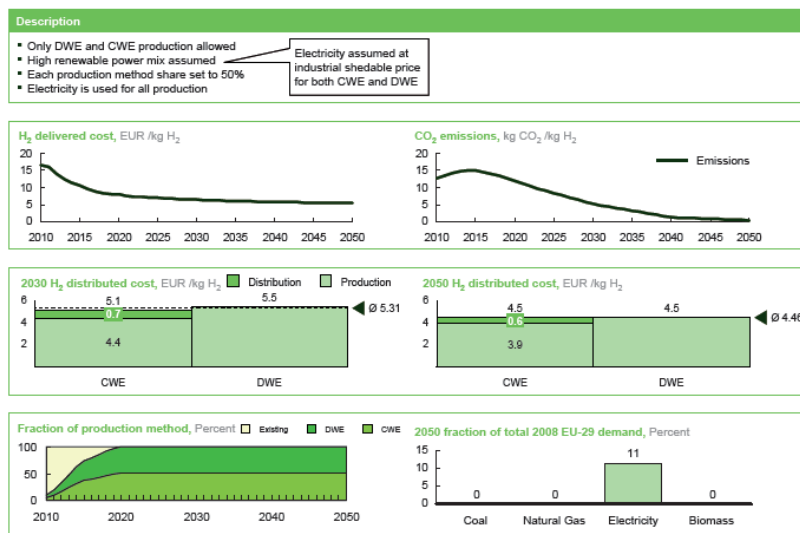 Description
▪ Only DWE and CWE production allowed
▪ High renewable power mix assumed
▪ Each production method share set to 50%
▪ Electricity is used for all production
Electricity assumed at
industrial shedable price
for both CWE and DWE
H2 delivered cost, EUR /kg H2
20
15
10
5
0
2010 2015 2020 2025 2030 2035 2040 2045 2050
CO2 emissions, kg CO2 /kg H2
20
15
10
5
0
Emissions
2010 2015 2020 2025 2030 2035 2040 2045 2050
2030 H2 distributed cost, EUR /kg H2
Distribution Production
6
4
2
5.1
0.7
4.4
5.5
Ø 5.31
CWE DWE
2050 H2 distributed cost, EUR /kg H2
6
4
2
4.5
0.6
3.9
4.5
Ø 4.46
CWE DWE
Fraction of production method, Percent
Existing DWE CWE
100
50
0
2010 2020 2030 2040 2050
2050 fraction of total 2008 EU-29 demand, Percent
15
10
5
0
0 0 11 0
Coal Natural Gas Electricity Biomass